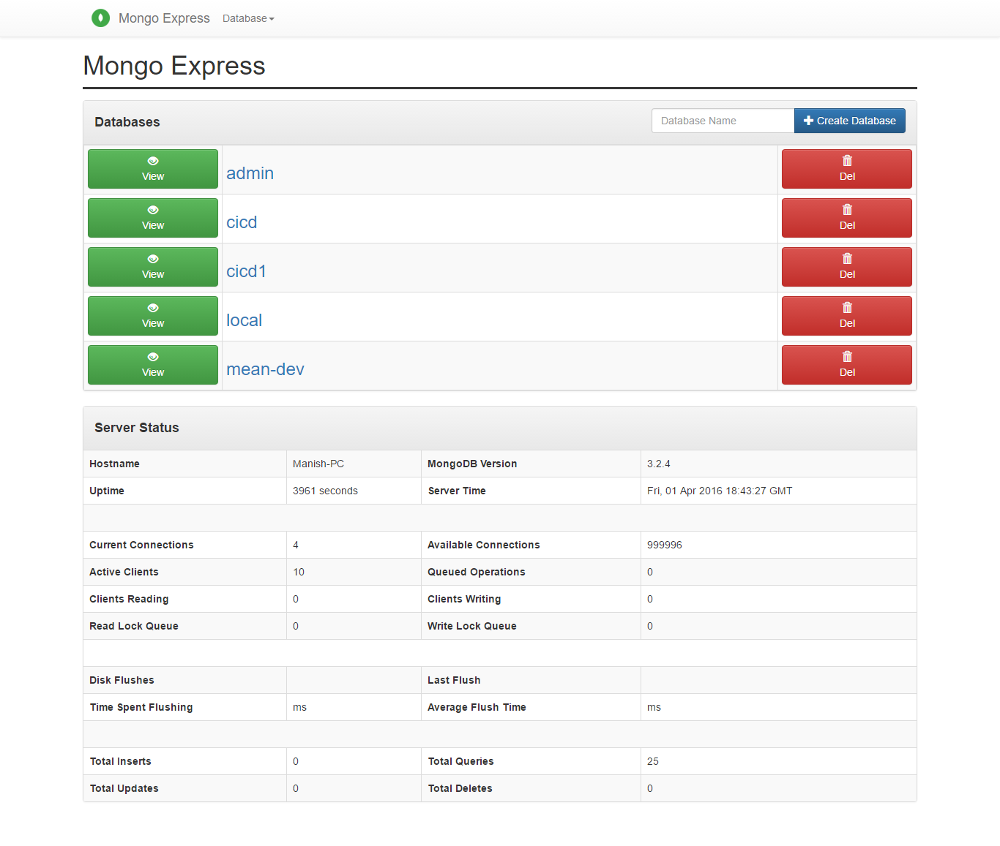 Mongo Express Database
Mongo Express
Databases Database Name Create Database
View admin Del
View cicd Del
View cicd1 Del
View local Del
View mean-dev Del
Server Status
Hostname Manish-PC MongoDB Version 3.2.4
Uptime 3961 seconds Server Time Fri, 01 Apr 2016 18:43:27 GMT
Current Connections 4 Available Connections 999996
Active Clients 10 Queued Operations 0
Clients Reading 0 Clients Writing 0
Read Lock Queue 0 Write Lock Queue 0
Disk Flushes Last Flush
Time Spent Flushing ms Average Flush Time ms
Total Inserts 0 Total Queries 25
Total Updates 0 Total Deletes 0